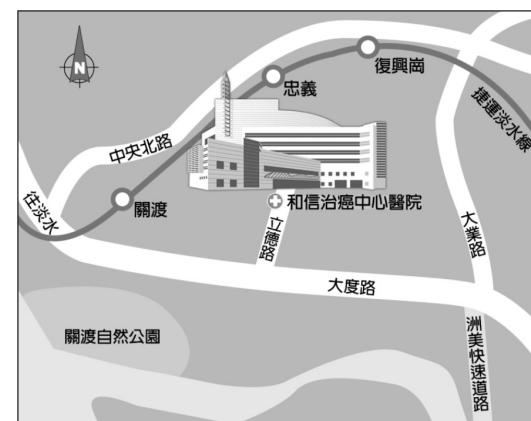 N
復興崗
忠義
捷運淡水線
中央北路
關渡
和信治癌中心醫院
往淡水
立德路
大業路
大度路
關渡自然公園
洲美快速道路